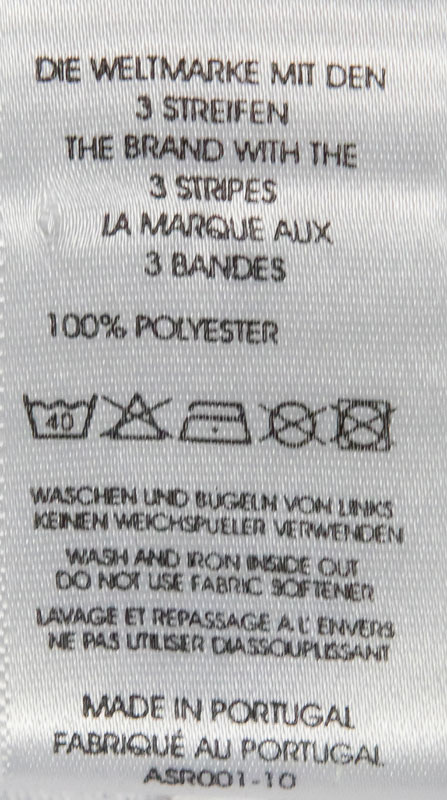 DIE WELTMARKE MIT DEN
3 STREIFEN
THE BRAND WITH THE
3 STRIPES
LA MARQUE AUX
3 BANDES
100% POLYESTER
40
WASCHEN UND BÜGELN VON LINKS
KEINEN WEICHSPUELER VERWENDEN
WASH AND IRON INSIDE OUT
DO NOT USE FABRIC SOFTENER
LAVAGE ET REPASSAGE A L' ENVERS
NE PAS UTILISER DIASSOUPLISSANT
MADE IN PORTUGAL
FABRIQUÉ AU PORTUGAL
ASR001-10